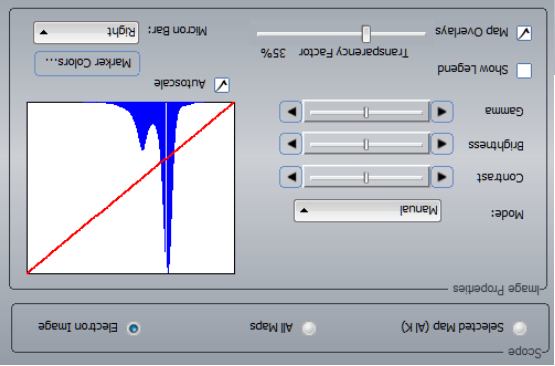 Scope
Selected Map (Al K) All Maps Electron Image
Image Properties
Mode: Manual
Contrast
Brightness
Gamma
Autoscale
Show Legend
Marker Colors...
Transparency Factor 35%
Map Overlays
Micron Bar: Right